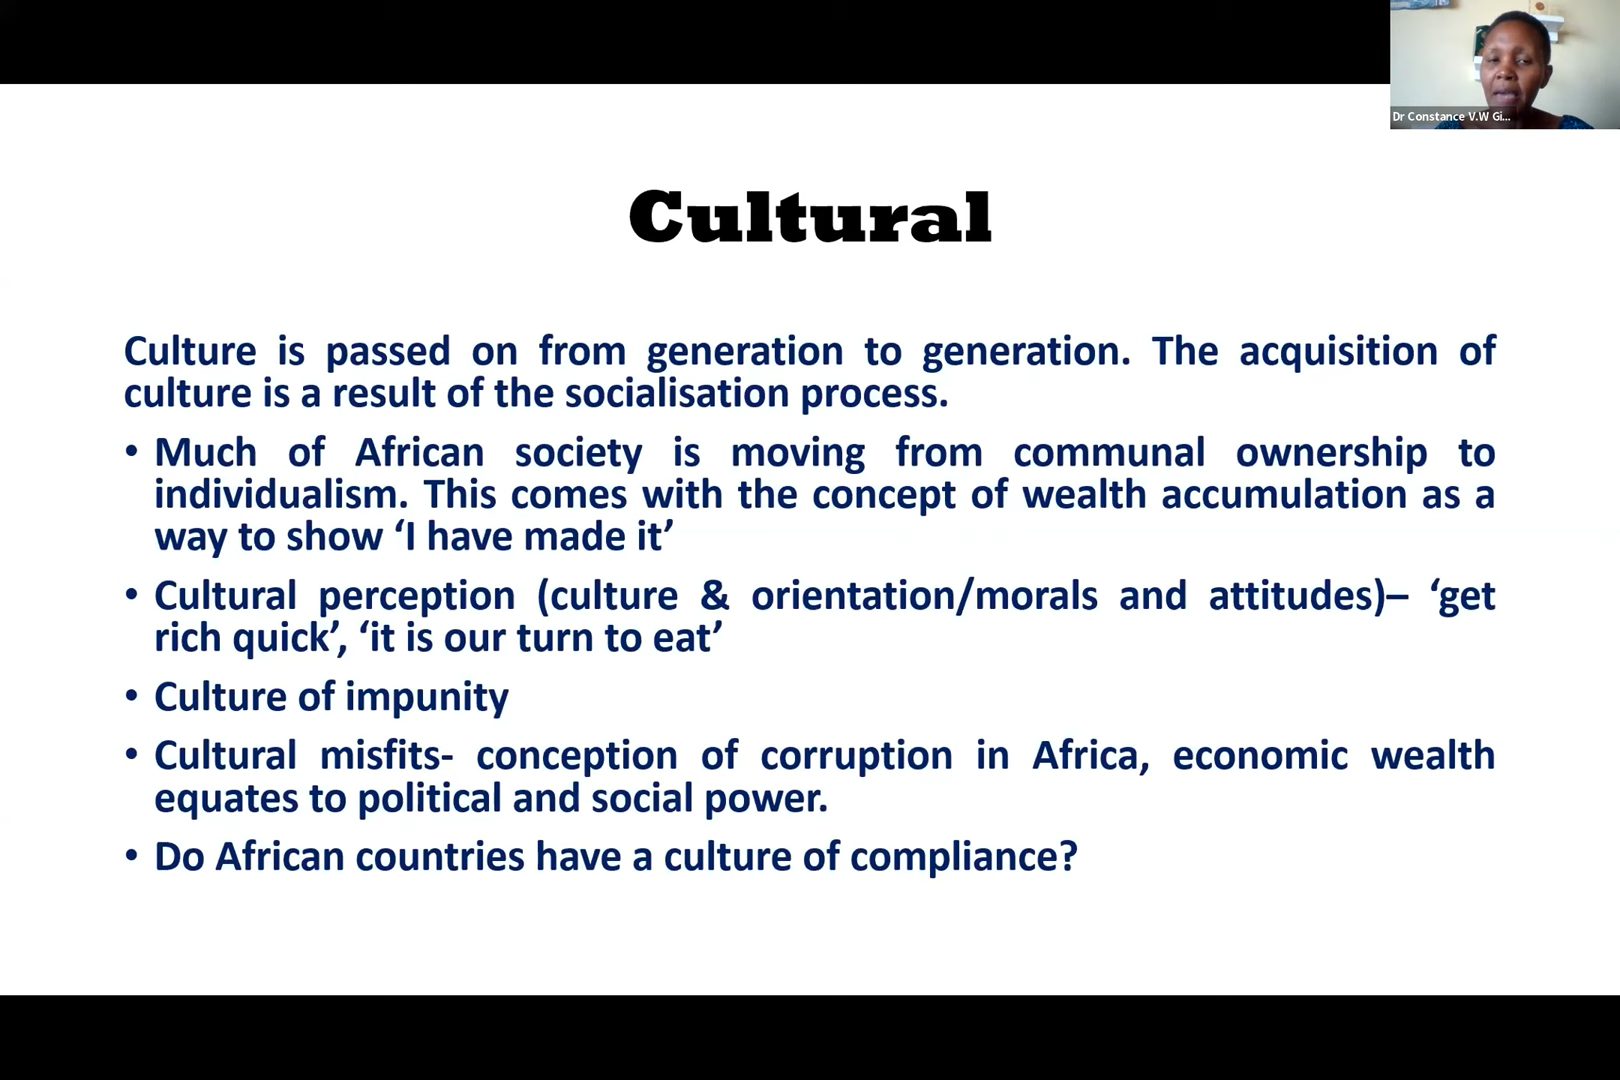 Dr Constance V.W Gi...
Cultural
Culture is passed on from generation to generation. The acquisition of
culture is a result of the socialisation process.
• Much of African society is moving from communal ownership to
individualism. This comes with the concept of wealth accumulation as a
way to show ‘I have made it’
• Cultural perception (culture & orientation/morals and attitudes)– ‘get
rich quick’, ‘it is our turn to eat’
• Culture of impunity
• Cultural misfits- conception of corruption in Africa, economic wealth
equates to political and social power.
• Do African countries have a culture of compliance?